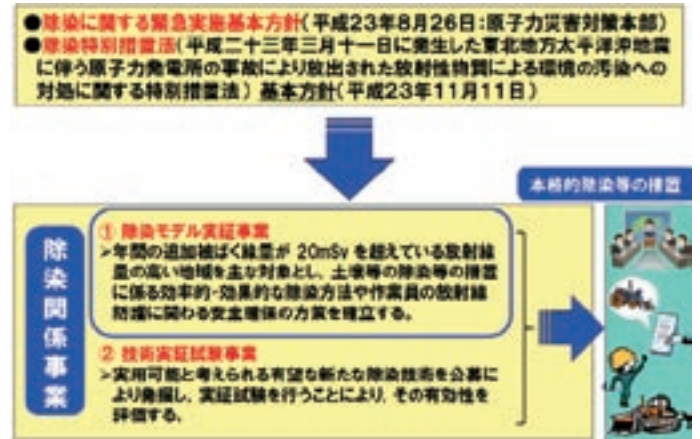 ●除染に関する緊急実施基本方針(平成23年8月26日:原子力災害対策本部)
●除染特別措置法(平成二十三年三月十一日に発生した東北地方太平洋沖地震
に伴う原子力発電所の事故により放出された放射性物質による環境の汚染への
対処に関する特別措置法) 基本方針(平成23年11月11日)
本格的除染等の措置
除染関係事業
① 除染モデル実証事業
➢年間の追加被ばく線量が 20mSv を超えている放射線
量の高い地域を主な対象とし、土壌等の除染等の措置
に係る効率的・効果的な除染方法や作業員の放射線
防護に関わる安全確保の方策を確立する。
② 技術実証試験事業
➢実用可能と考えられる有望な新たな除染技術を公募に
より発掘し、実証試験を行うことにより、その有効性を
評価する。